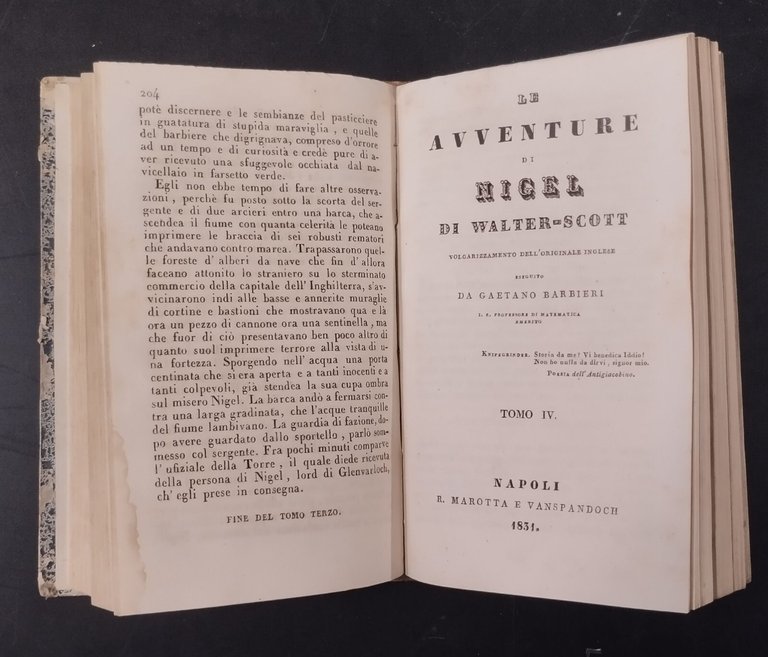 204
potè discernere e le sembianze del pasticciere
in guatatura di stupida maraviglia , e quelle
del barbiere che digrignava, compreso d'orrore
ad un tempo e di curiosità e credè pure di a-
ver ricevuto una sfuggevole occhiata dal na-
vicellaio in farsetto verde.
Egli non ebbe tempo di fare altre osserva-
zioni , perchè fu posto sotto la scorta del ser-
gente e di due arcieri entro una barca, che a-
scendea il fiume con quanta celerità le poteano
imprimere le braccia di sei robusti rematori
che andavano contro marea. Trapassarono quel-
le foreste d' alberi da nave che fin d'allora
faceano attonito lo straniero su lo sterminato
commercio della capitale dell' Inghilterra, s'av-
vicinarono indi alle basse e annerite muraglie
di cortine e bastioni che mostravano qua e là
ora un pezzo di cannone ora una sentinella , ma
che fuor di ciò presentavano ben poco altro di
quanto suol imprimere terrore alla vista di u-
na fortezza. Sporgendo nell' acqua una porta
centinata che si era aperta e a tanti inocenti e a
tanti colpevoli, già stendea la sua cupa ombra
sul misero Nigel. La barca andò a fermarsi con-
tra una larga gradinata, che l'acque tranquille
del fiume lambivano. La guardia di fazione, do-
po avere guardato dallo sportello , parlò som-
messo col sergente. Fra pochi minuti comparve
l' ufiziale della Torre , il quale diede ricevuta
della persona di Nigel , lord di Glenvarloch,
ch' egli prese in consegna.
FINE DEL TOMO TERZO.
LE
AVVENTURE
DI
NIGEL
DI WALTER-SCOTT
VOLGARIZZAMENTO DELL'ORIGINALE INGLESE
ESEGUITO
DA GAETANO BARBIERI
I. R. PROFESSORE DI MATEMATICA
EMERITO
KNIFEGRINDER. Storia da me! Vi benedica Iddio!
Non ho nulla da dirvi, signor mio.
POESIA dell'Antigiacobino.
TOMO IV.
NAPOLI
R. MAROTTA E VANSPANDOCH
1831.